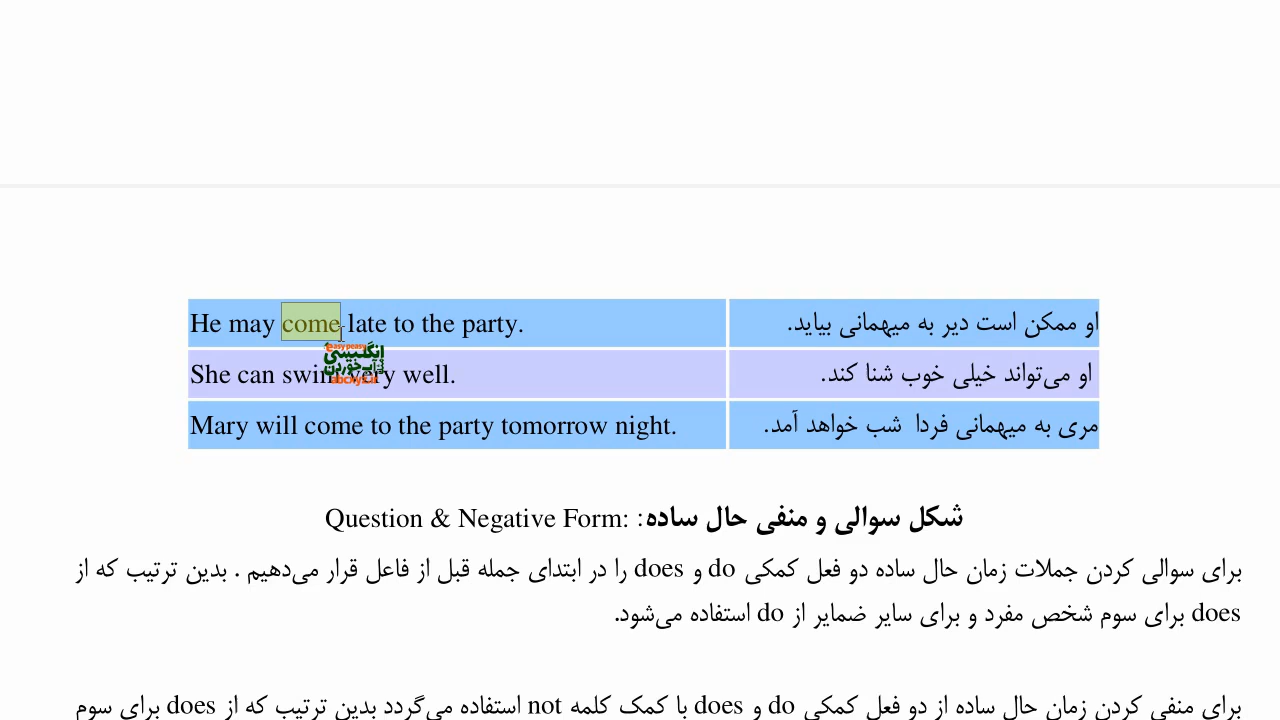 He may come late to the party. او ممکن است دیر به میهمانی بیاید.
easy peasy
انگلیسی
abcxyz.ir
She can swim very well. او می‌تواند خیلی خوب شنا کند.
Mary will come to the party tomorrow night. مری به میهمانی فردا شب خواهد آمد.
شکل سوالی و منفی حال ساده: Question & Negative Form:
برای سوالی کردن جملات زمان حال ساده دو فعل کمکی do و does را در ابتدای جمله قبل از فاعل قرار می‌دهیم . بدین ترتیب که از
does برای سوم شخص مفرد و برای سایر ضمایر از do استفاده می‌شود.
برای منفی کردن زمان حال ساده از دو فعل کمکی do و does با کمک کلمه not استفاده می‌گردد بدین ترتیب که از does برای سوم